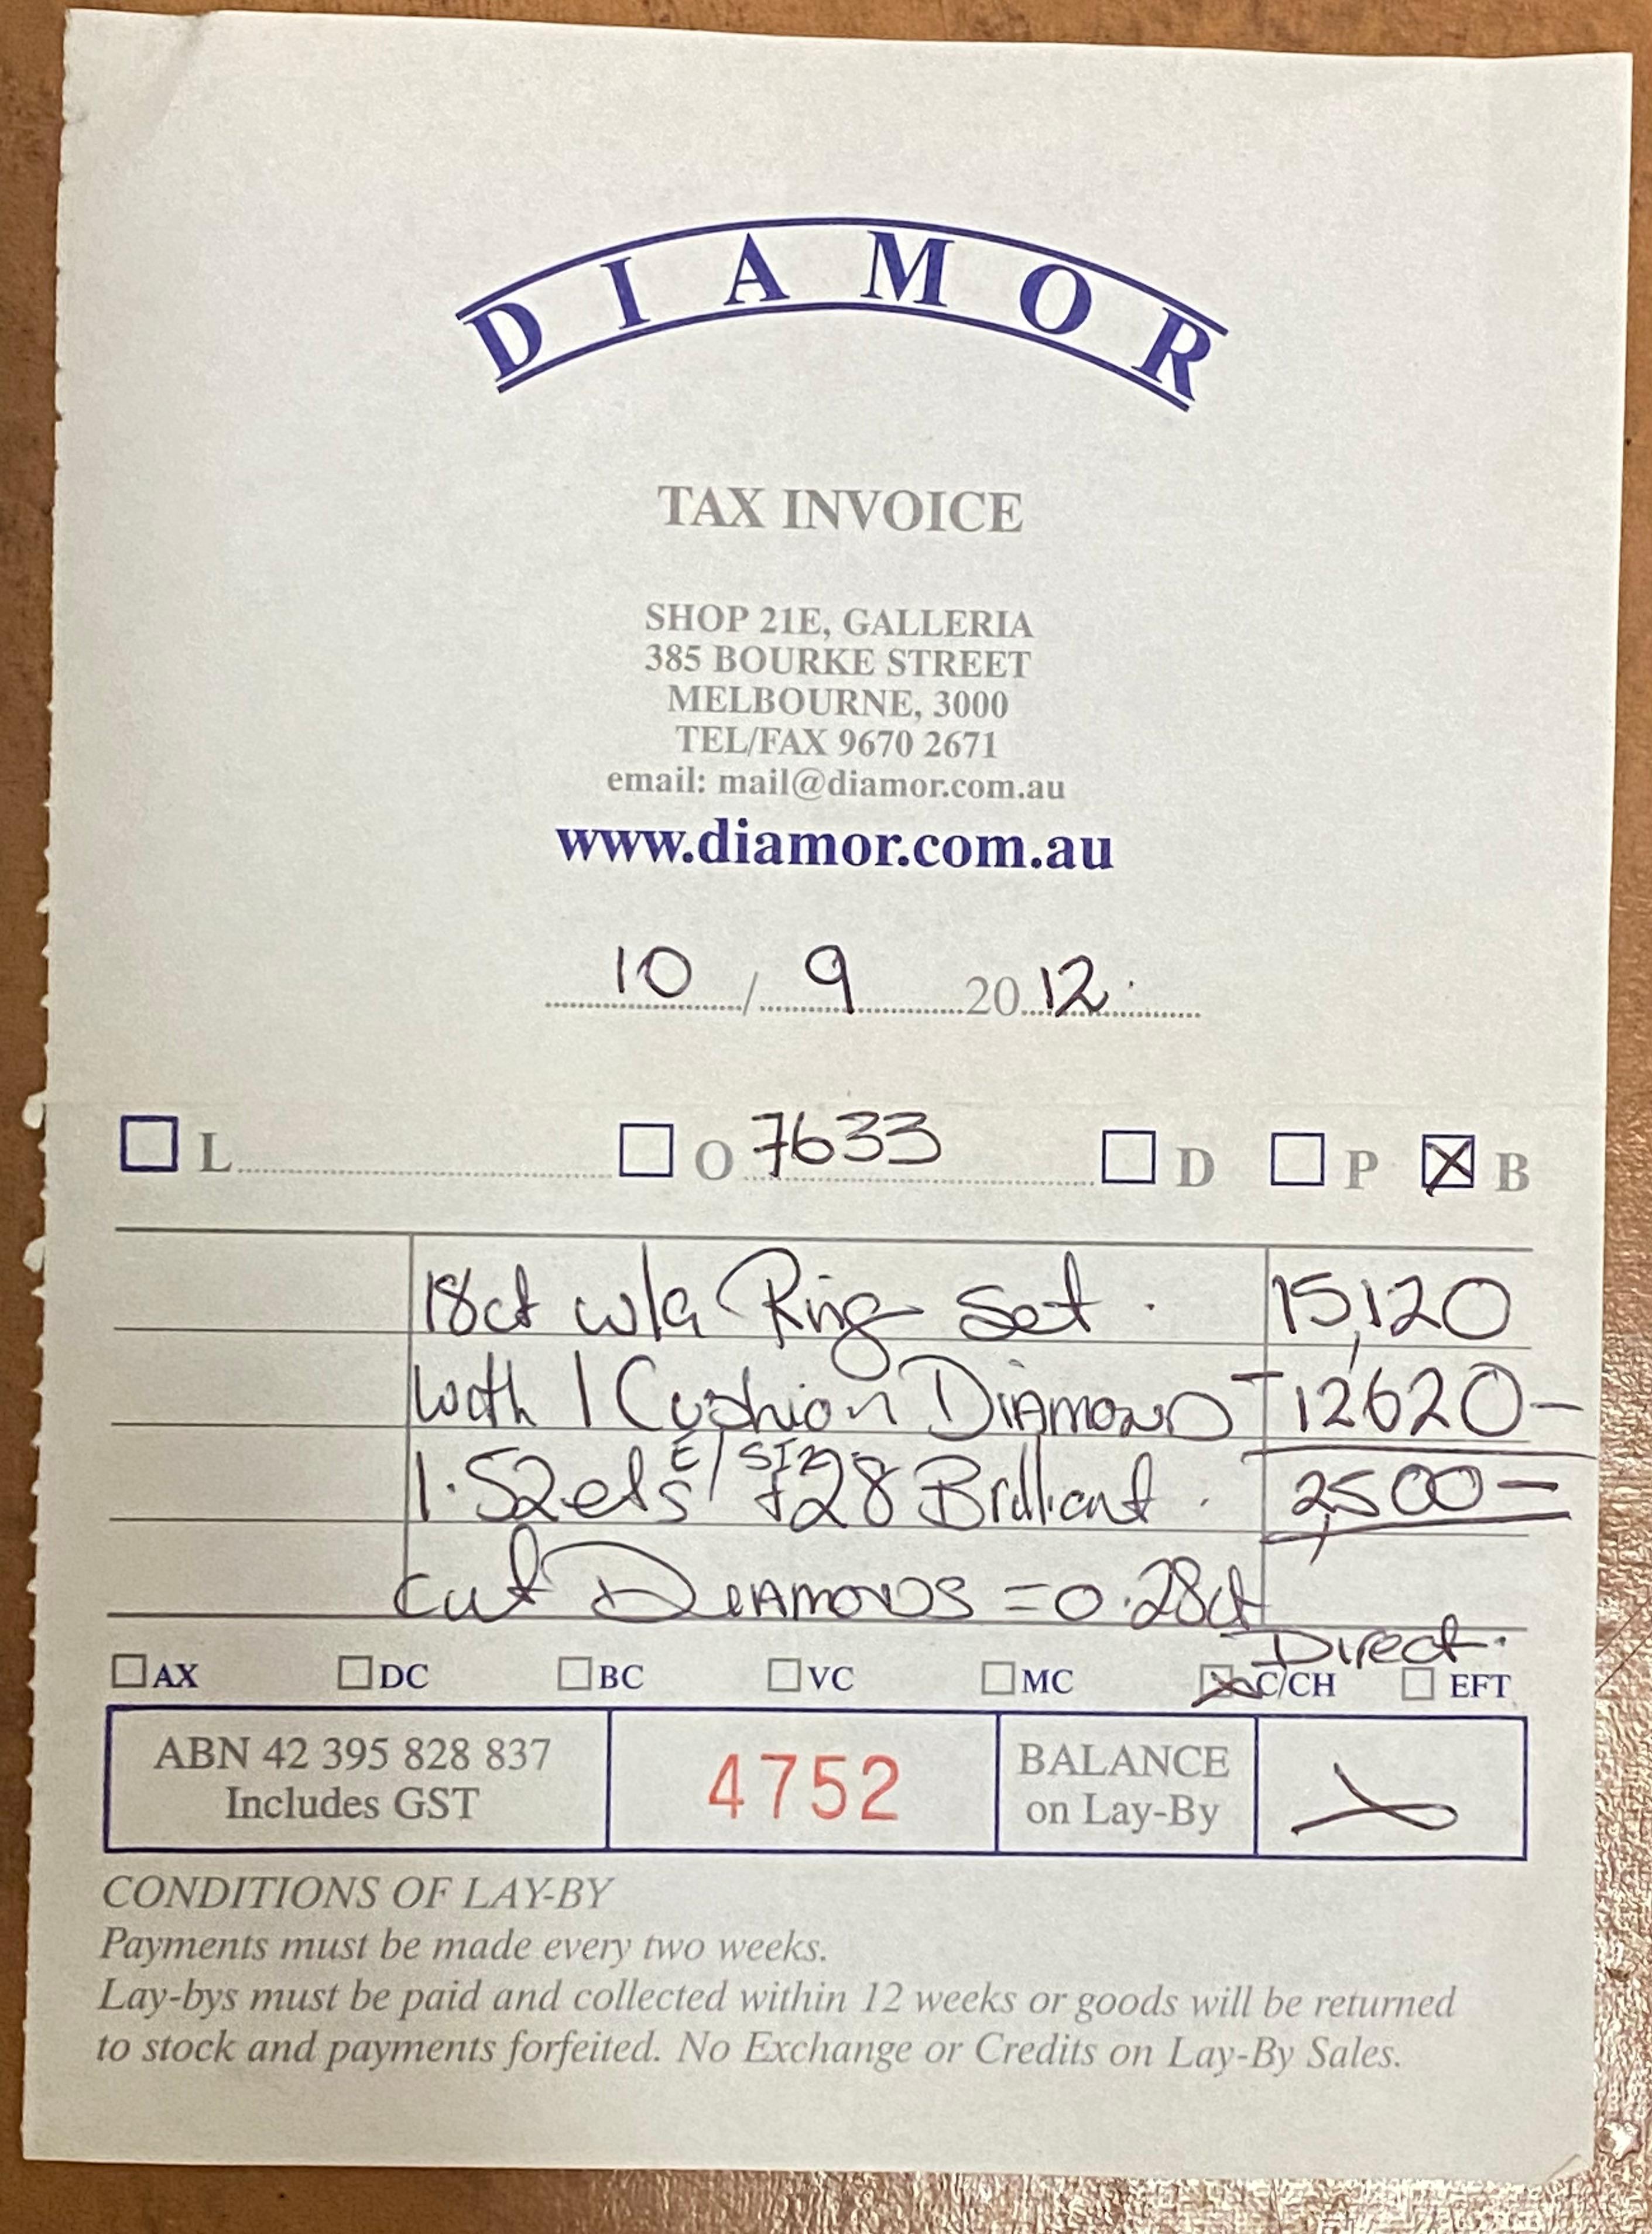 DIAMOR
TAX INVOICE
SHOP 21E, GALLERIA
385 BOURKE STREET
MELBOURNE, 3000
TEL/FAX 9670 2671
email: mail@diamor.com.au
www.diamor.com.au
10 / 9 20 12.
L O 7633 D P B
18ct w/g Ring Set. 15,120
With 1 Cushion DIAMOND - 12620-
1.52cts E/SI2 + 28 Brilliant. 2,500-
cut DIAMONDS = 0.28ct
Direct.
AX DC BC VC MC C/CH EFT
ABN 42 395 828 837
Includes GST
4752
BALANCE
on Lay-By
CONDITIONS OF LAY-BY
Payments must be made every two weeks.
Lay-bys must be paid and collected within 12 weeks or goods will be returned
to stock and payments forfeited. No Exchange or Credits on Lay-By Sales.